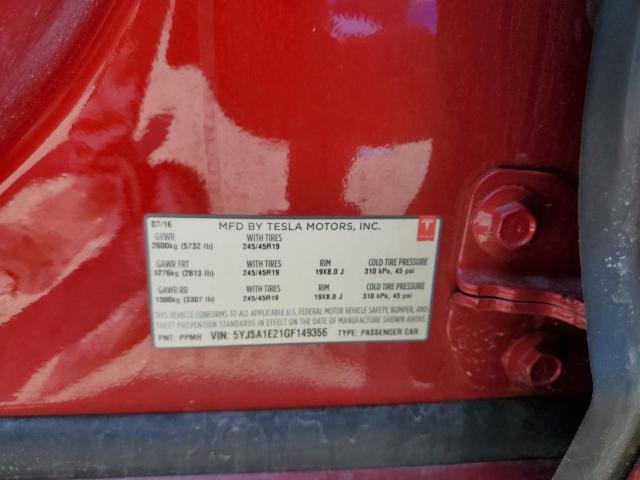 07/16 MFD BY TESLA MOTORS, INC.
GVWR WITH TIRES
2600kg (5732 lb) 245/45R19
GAWR FRT WITH TIRES RIM COLD TIRE PRESSURE
1276kg (2813 lb) 245/45R19 19X8.0 J 310 kPa, 45 psi
GAWR RR WITH TIRES RIM COLD TIRE PRESSURE
1500kg (3307 lb) 245/45R19 19X8.0 J 310 kPa, 45 psi
THIS VEHICLE CONFORMS TO ALL APPLICABLE U.S. FEDERAL MOTOR VEHICLE SAFETY, BUMPER, AND
THEFT PREVENTION STANDARDS IN EFFECT ON THE DATE OF MANUFACTURE SHOWN ABOVE.
PNT: PPMR VIN: 5YJSA1E21GF149356 TYPE: PASSENGER CAR